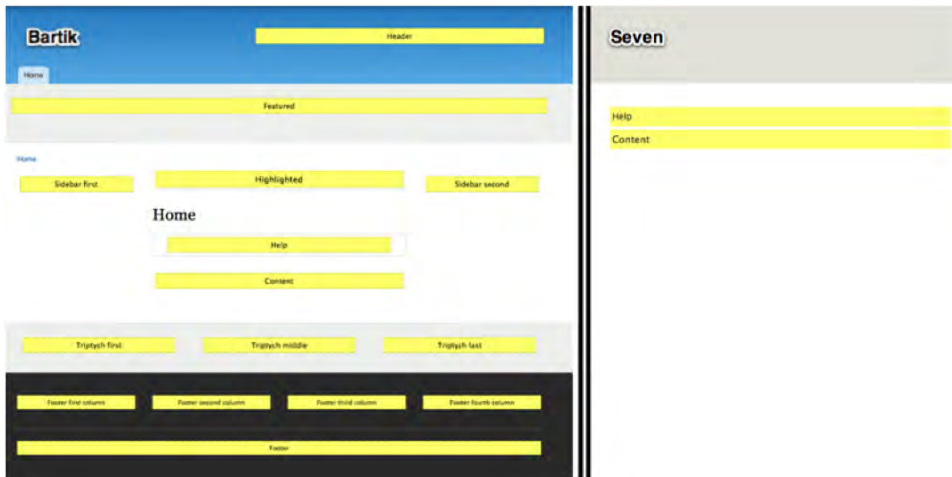 Bartik
Header
Home
Featured
Home
Sidebar first
Highlighted
Sidebar second
Home
Help
Content
Triptych first
Triptych middle
Triptych last
Footer first column
Footer second column
Footer third column
Footer fourth column
Footer
Seven
Help
Content